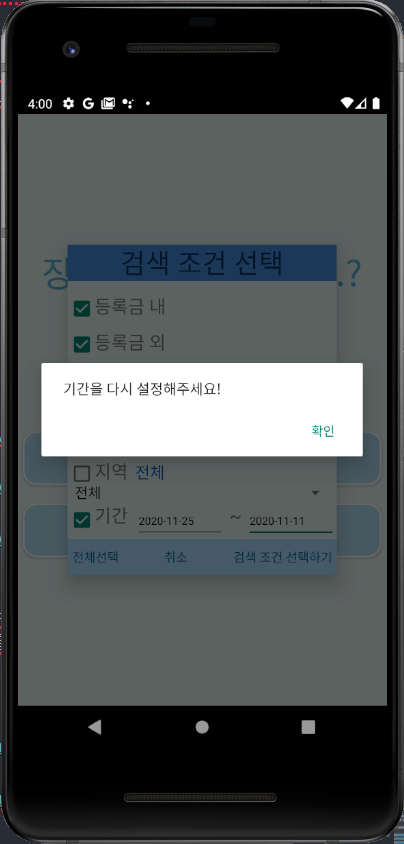 4:00
장 .?
검색 조건 선택
등록금 내
등록금 외
기간을 다시 설정해주세요!
확인
지역 전체
전체
기간 2020-11-25 ~ 2020-11-11
전체선택 취소 검색 조건 선택하기